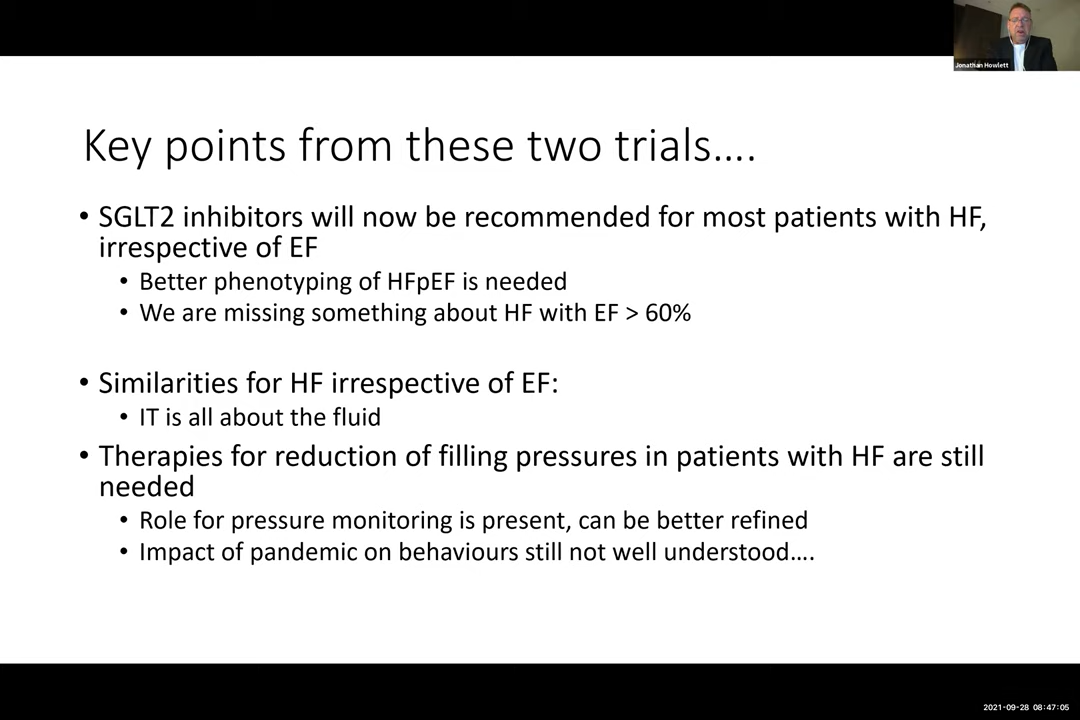 Jonathan Howlett
Key points from these two trials....
• SGLT2 inhibitors will now be recommended for most patients with HF,
irrespective of EF
• Better phenotyping of HFpEF is needed
• We are missing something about HF with EF > 60%
• Similarities for HF irrespective of EF:
• IT is all about the fluid
• Therapies for reduction of filling pressures in patients with HF are still
needed
• Role for pressure monitoring is present, can be better refined
• Impact of pandemic on behaviours still not well understood....
2021-09-28 08:47:05